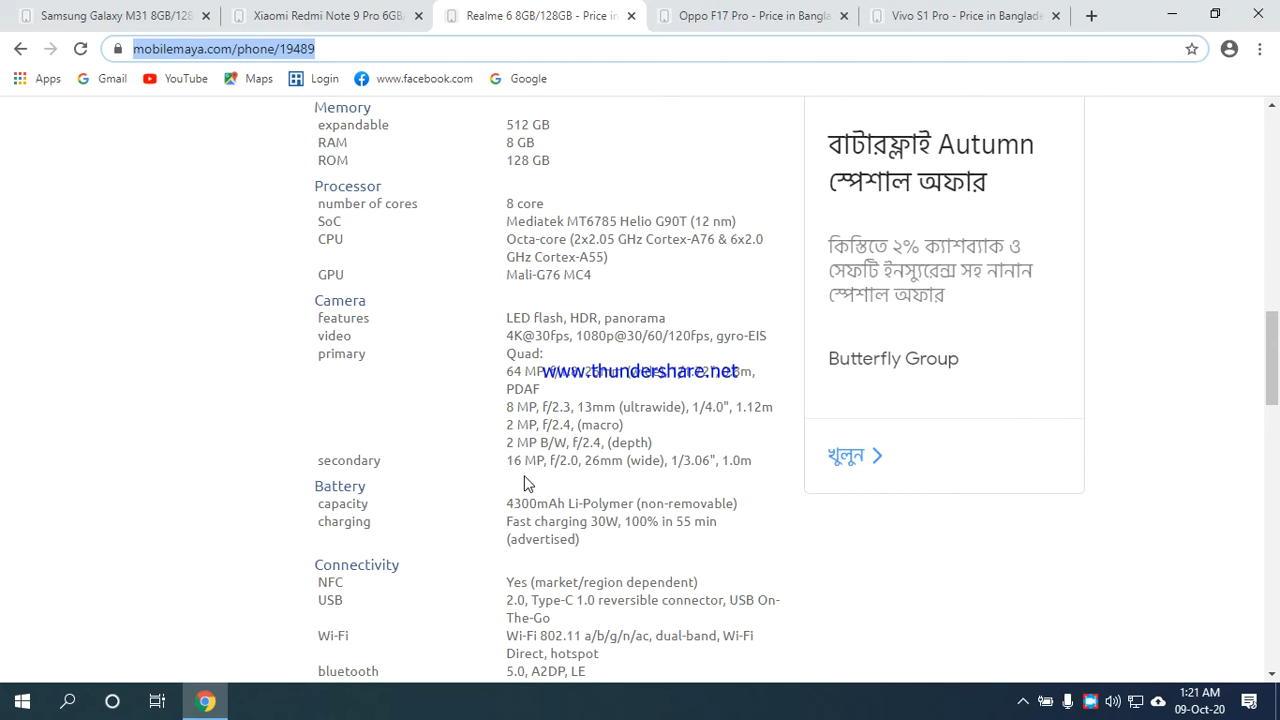 Samsung Galaxy M31 8GB/128
Xiaomi Redmi Note 9 Pro 6GB/
Realme 6 8GB/128GB - Price in
Oppo F17 Pro - Price in Bangla
Vivo S1 Pro - Price in Banglade
mobilemaya.com/phone/19489
Apps
Gmail
YouTube
Maps
Login
www.facebook.com
Google
Memory
expandable 512 GB
RAM 8 GB
ROM 128 GB
Processor
number of cores 8 core
SoC Mediatek MT6785 Helio G90T (12 nm)
CPU Octa-core (2x2.05 GHz Cortex-A76 & 6x2.0
GHz Cortex-A55)
GPU Mali-G76 MC4
Camera
features LED flash, HDR, panorama
video 4K@30fps, 1080p@30/60/120fps, gyro-EIS
primary Quad:
64 MP,
www.thundershare.net
PDAF
8 MP, f/2.3, 13mm (ultrawide), 1/4.0", 1.12m
2 MP, f/2.4, (macro)
2 MP B/W, f/2.4, (depth)
secondary 16 MP, f/2.0, 26mm (wide), 1/3.06", 1.0m
Battery
capacity 4300mAh Li-Polymer (non-removable)
charging Fast charging 30W, 100% in 55 min
(advertised)
Connectivity
NFC Yes (market/region dependent)
USB 2.0, Type-C 1.0 reversible connector, USB On-
The-Go
Wi-Fi Wi-Fi 802.11 a/b/g/n/ac, dual-band, Wi-Fi
Direct, hotspot
bluetooth 5.0, A2DP, LE
বাটারফ্লাই Autumn
স্পেশাল অফার
কিস্তিতে ২% ক্যাশব্যাক ও
সেফটি ইনস্যুরেন্স সহ নানান
স্পেশাল অফার
Butterfly Group
খুলুন
1:21 AM
09-Oct-20